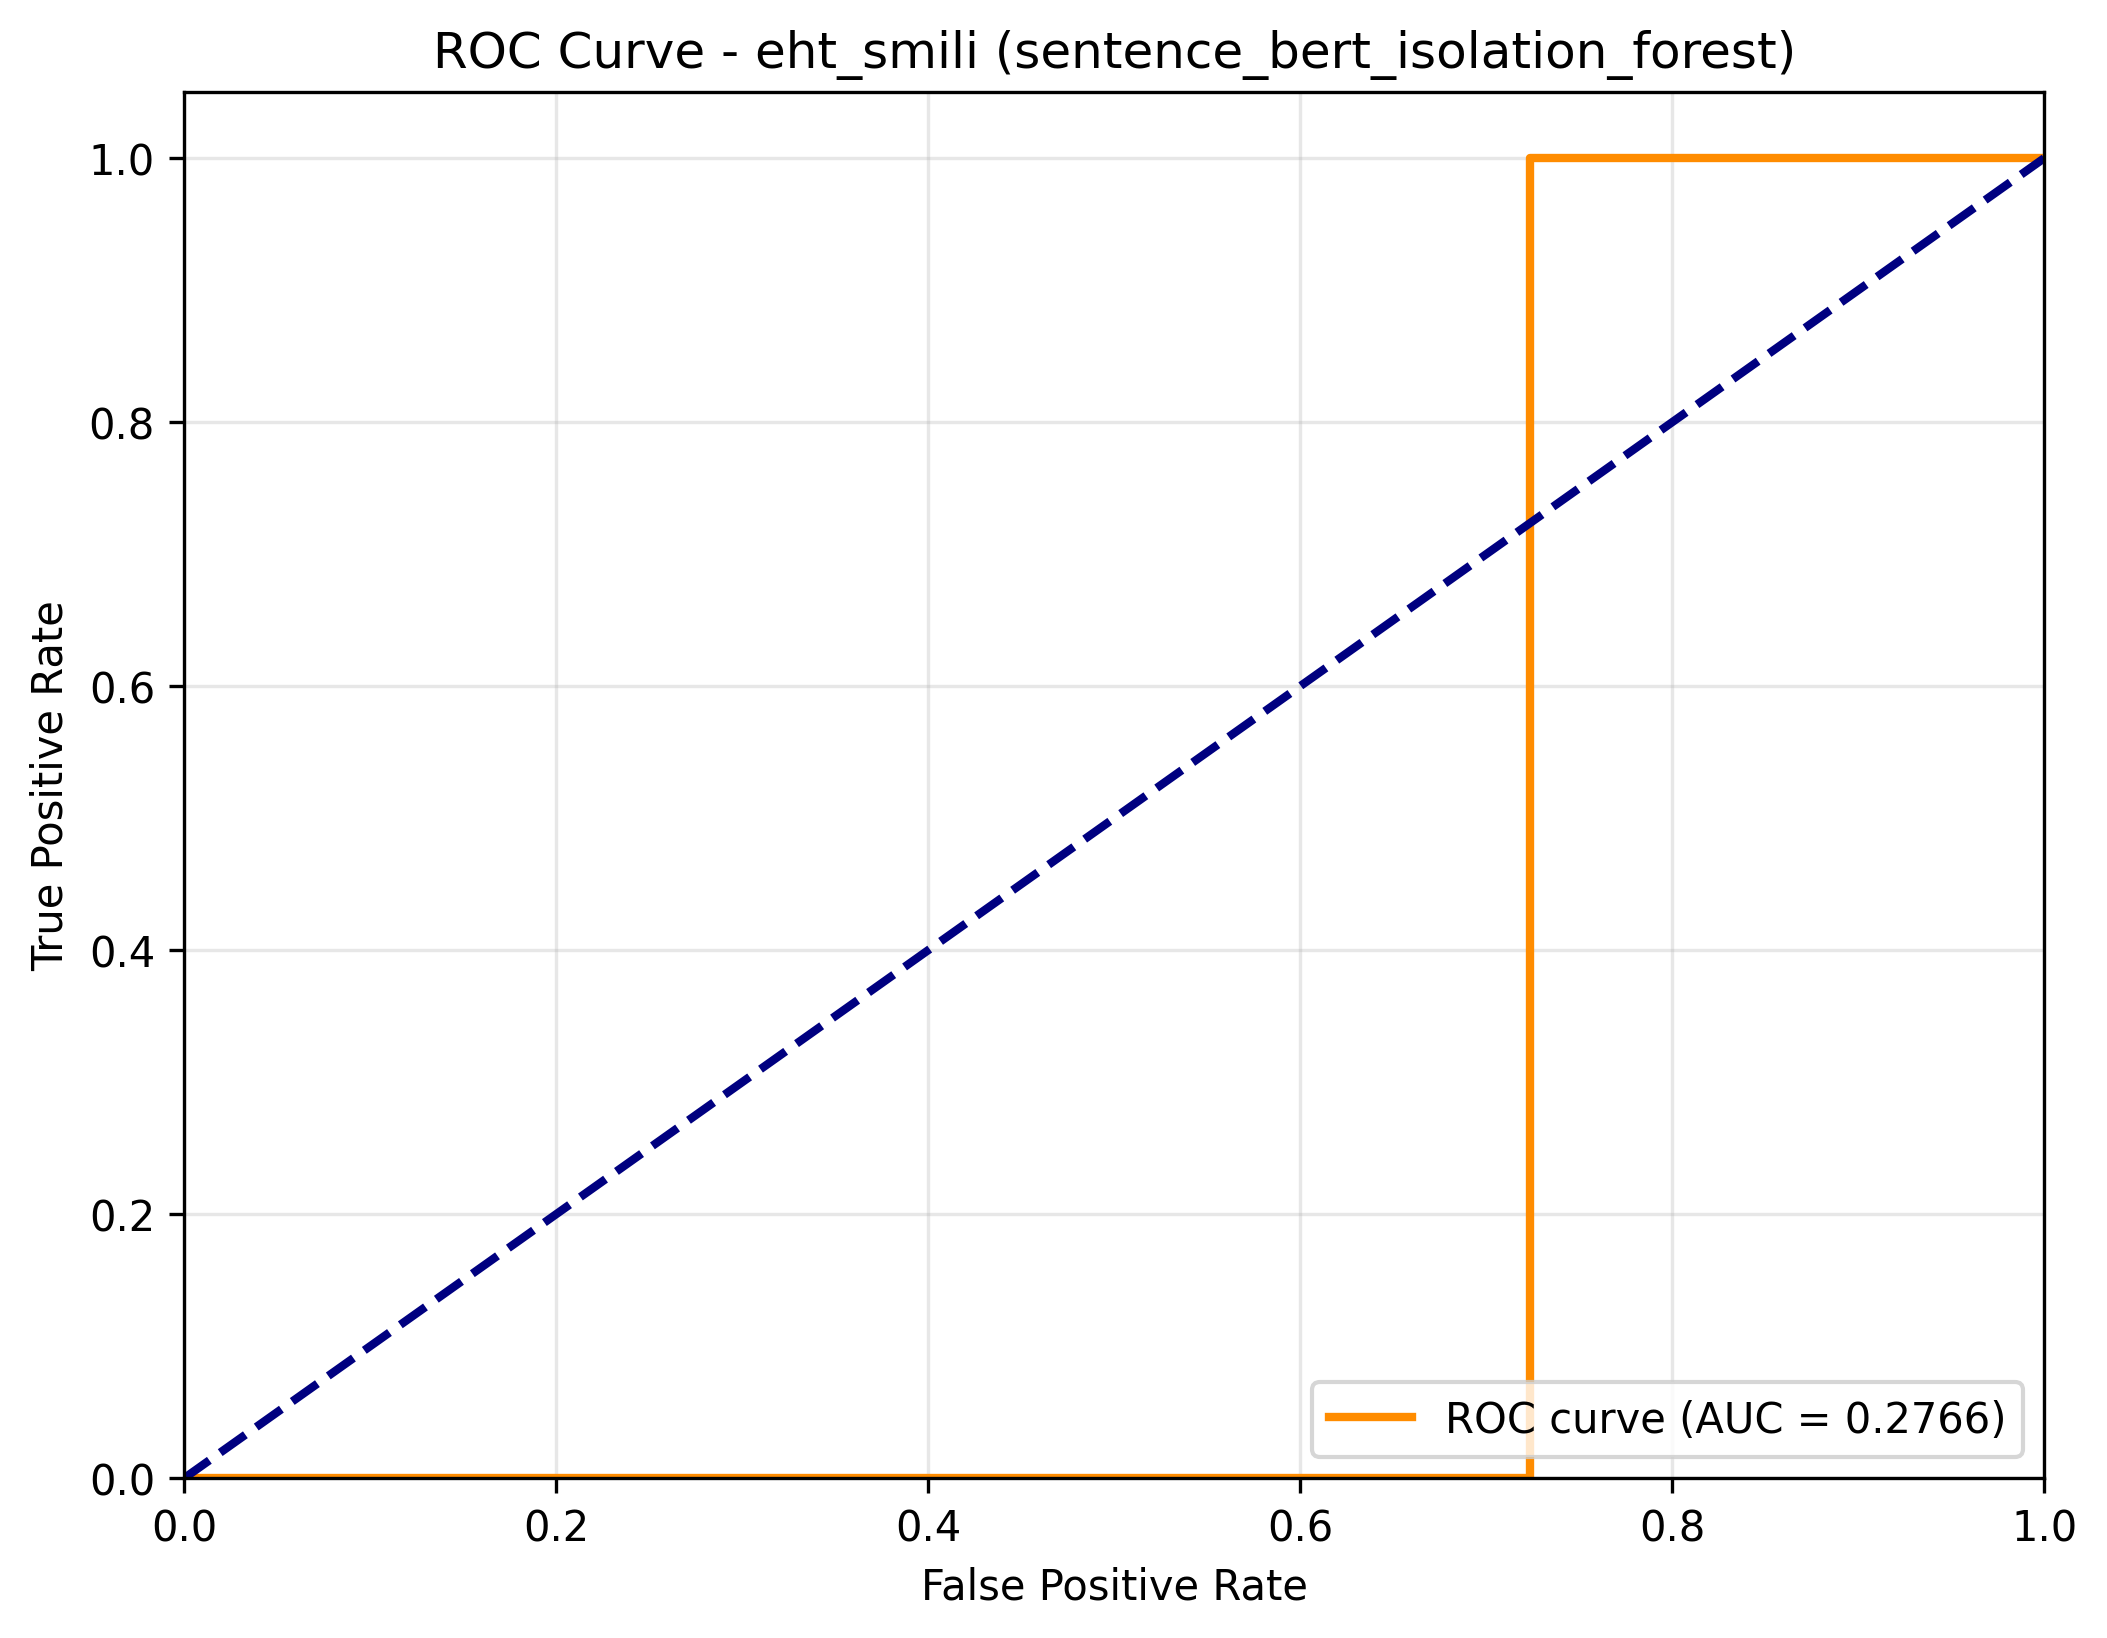 ROC Curve - eht_smili (sentence_bert_isolation_forest)
1.0
0.8
0.6
0.4
0.2
0.0
True Positive Rate
ROC curve (AUC = 0.2766)
0.0 0.2 0.4 0.6 0.8 1.0
False Positive Rate